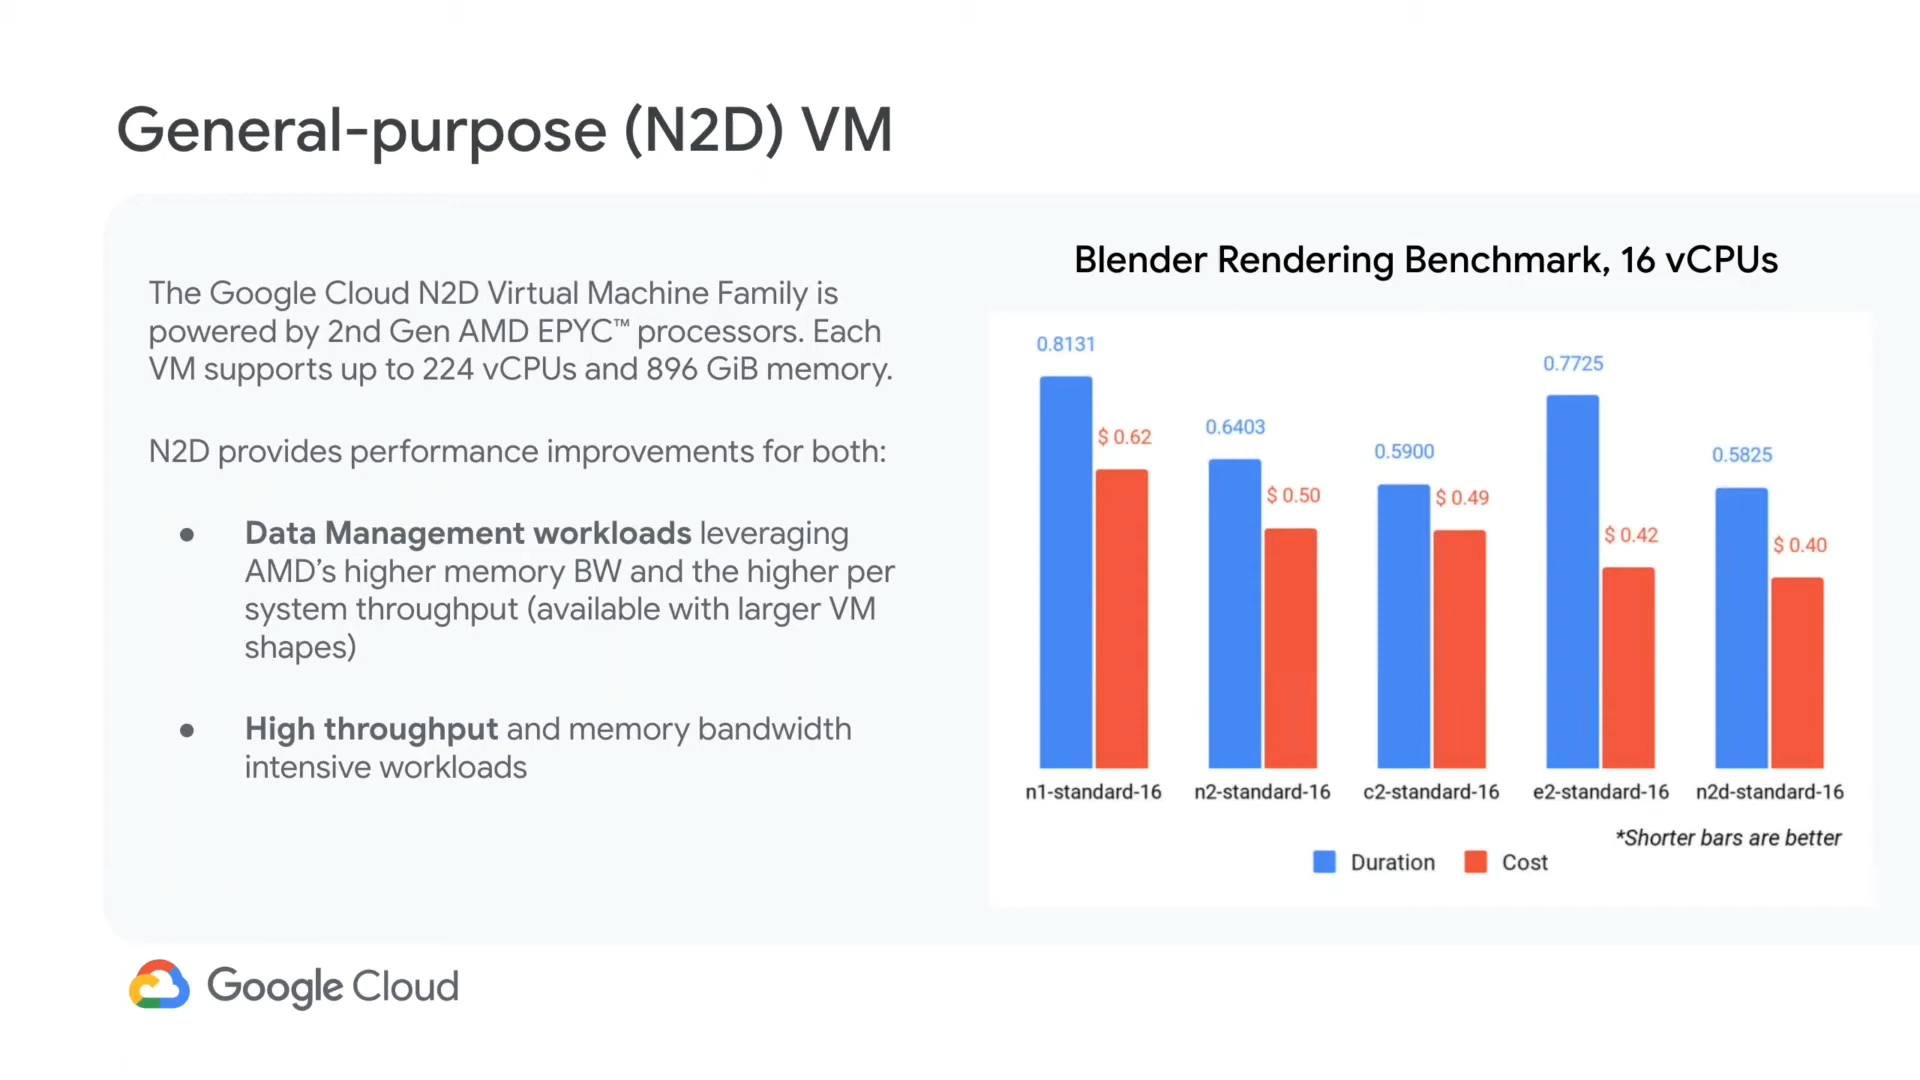 General-purpose (N2D) VM
The Google Cloud N2D Virtual Machine Family is
powered by 2nd Gen AMD EPYC™ processors. Each
VM supports up to 224 vCPUs and 896 GiB memory.
N2D provides performance improvements for both:
● Data Management workloads leveraging
AMD's higher memory BW and the higher per
system throughput (available with larger VM
shapes)
● High throughput and memory bandwidth
intensive workloads
Blender Rendering Benchmark, 16 vCPUs
0.8131
$ 0.62
0.6403
$ 0.50
0.5900
$ 0.49
0.7725
$ 0.42
0.5825
$ 0.40
n1-standard-16 n2-standard-16 c2-standard-16 e2-standard-16 n2d-standard-16
*Shorter bars are better
Duration Cost
Google Cloud